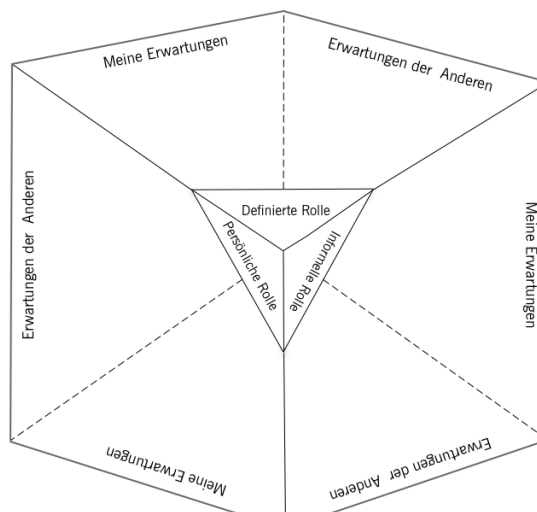 Meine Erwartungen
Erwartungen der Anderen
Definierte Rolle
Persönliche Rolle
Informelle Rolle
Erwartungen der Anderen
Meine Erwartungen
Meine Erwartungen
Erwartungen der Anderen